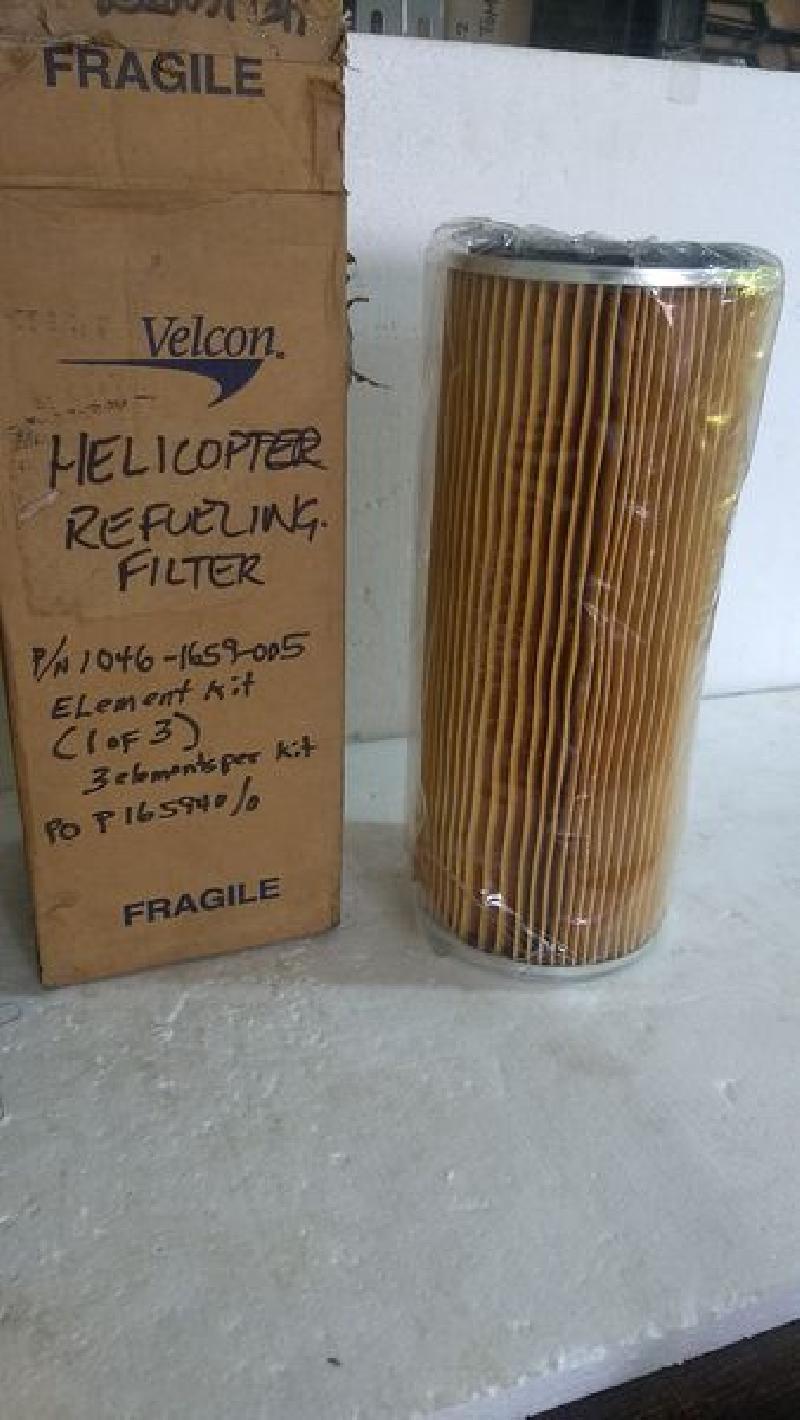 FRAGILE
Velcon.
HELICOPTER
REFUELING.
FILTER
P/N 1046-1659-005
ELement kit
(1 OF 3)
3 elements per kit
PO P165940/0
FRAGILE